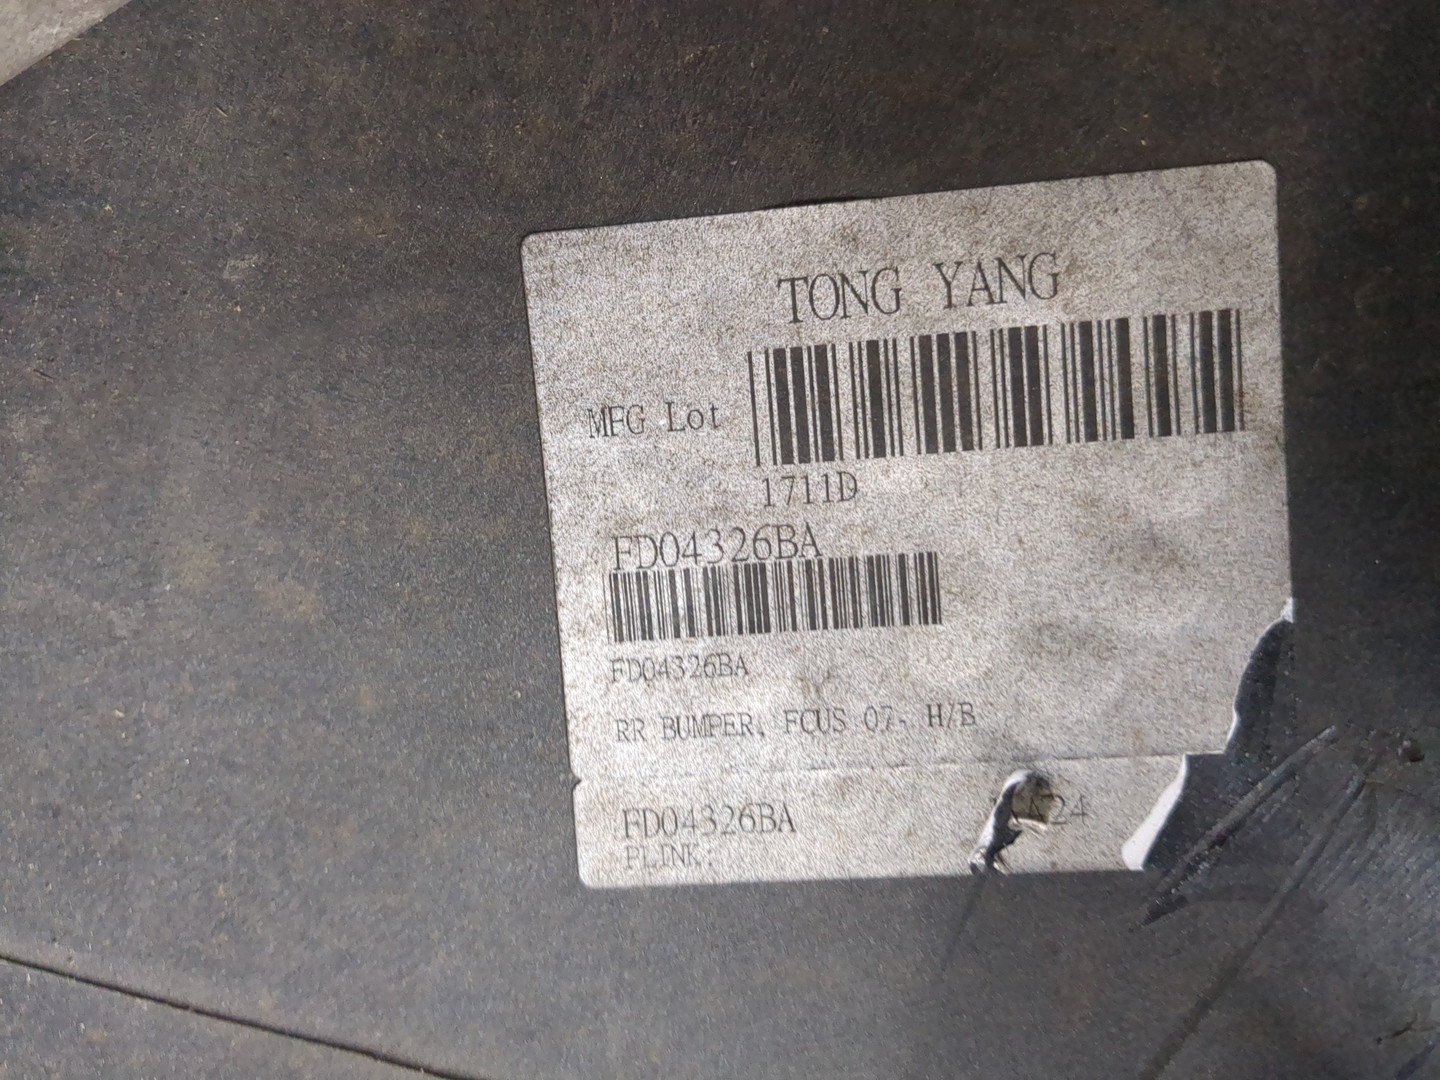 TONG YANG
MFG Lot
1711D
FD04326BA
FD04326BA
RR BUMPER, FCUS 07- H/B
FD04326BA
PLINK: